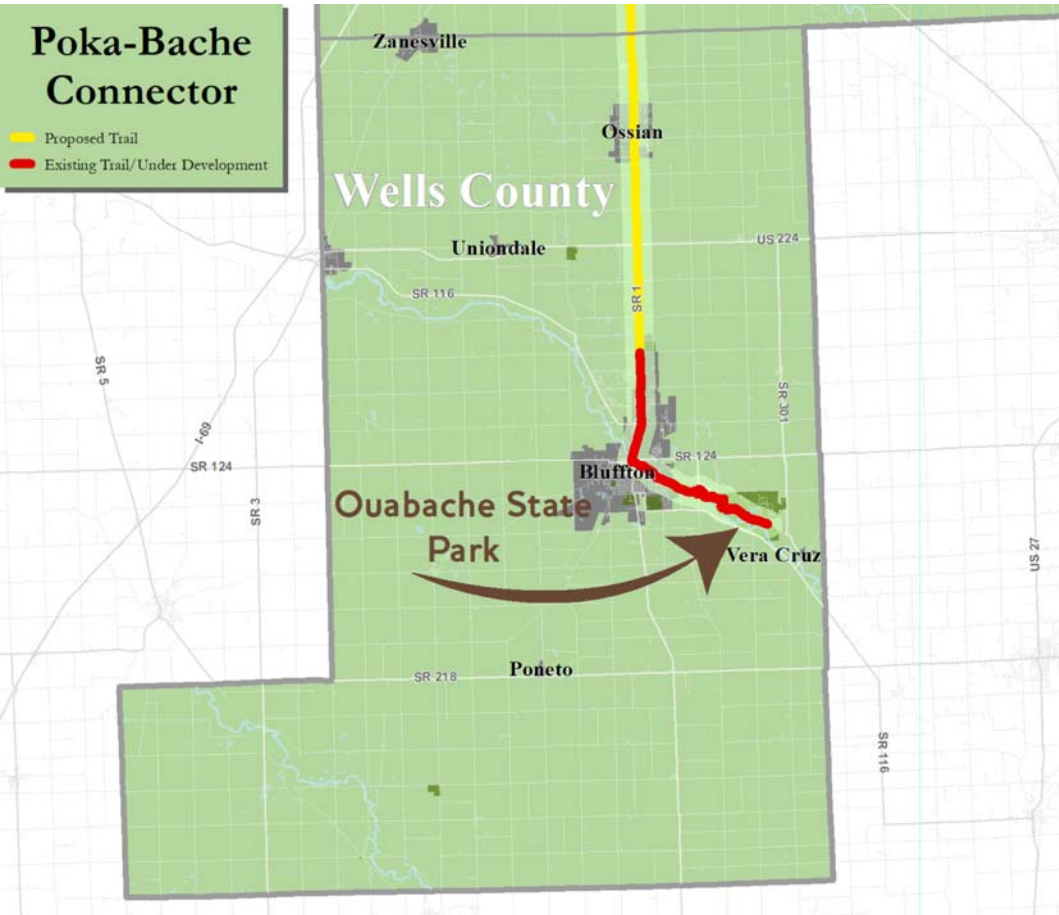 Poka-Bache
Connector
Proposed Trail
Existing Trail/Under Development
Zanesville
Ossian
Wells County
Uniondale
US 224
SR 116
SR 1
SR 5
SR 301
I-69
SR 124
SR 124
Bluffton
SR 3
Ouabache State
Park
Vera Cruz
US 27
Poneto
SR 218
SR 116